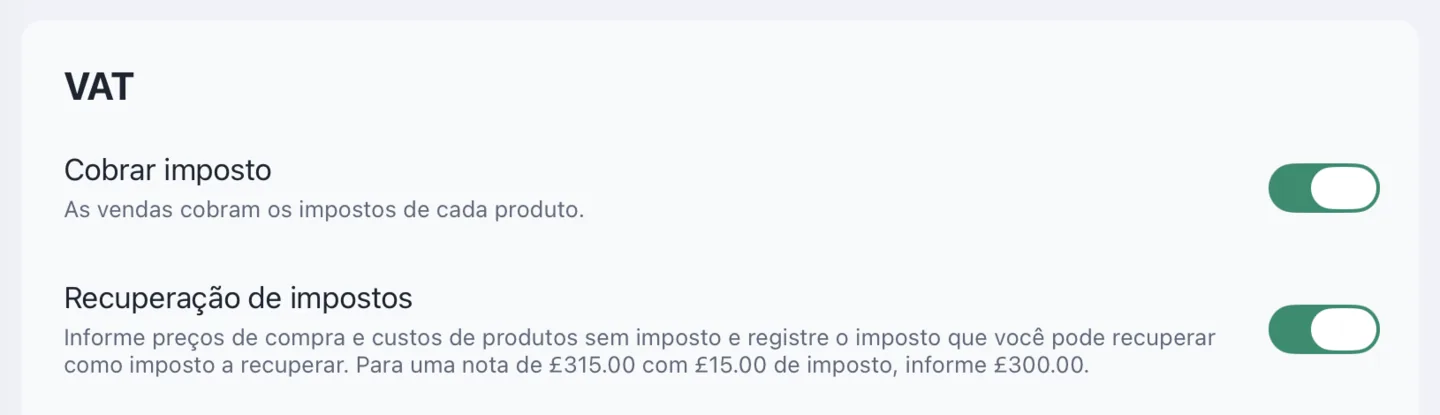 VAT
Cobrar imposto
As vendas cobram os impostos de cada produto.
Recuperação de impostos
Informe preços de compra e custos de produtos sem imposto e registre o imposto que você pode recuperar
como imposto a recuperar. Para uma nota de £315.00 com £15.00 de imposto, informe £300.00.